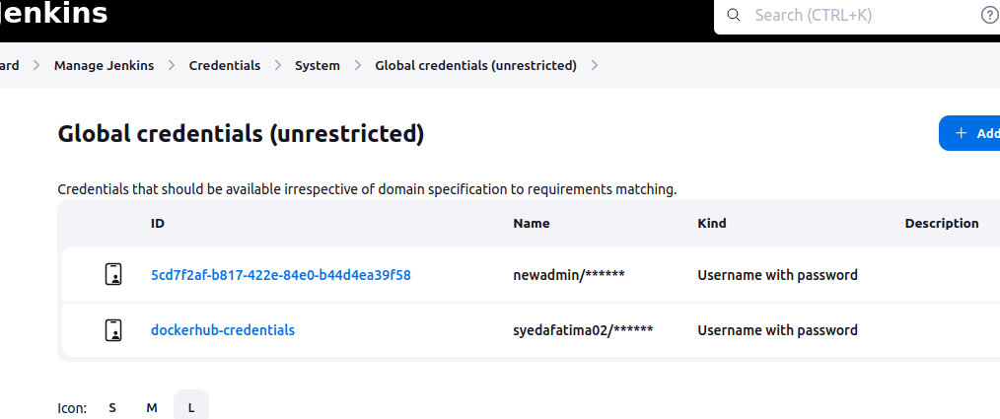 Jenkins
Search (CTRL+K)
ard > Manage Jenkins > Credentials > System > Global credentials (unrestricted) >
Global credentials (unrestricted)
+ Add
Credentials that should be available irrespective of domain specification to requirements matching.
ID Name Kind Description
5cd7f2af-b817-422e-84e0-b44d4ea39f58 newadmin/****** Username with password
dockerhub-credentials syedafatima02/****** Username with password
Icon: S M L